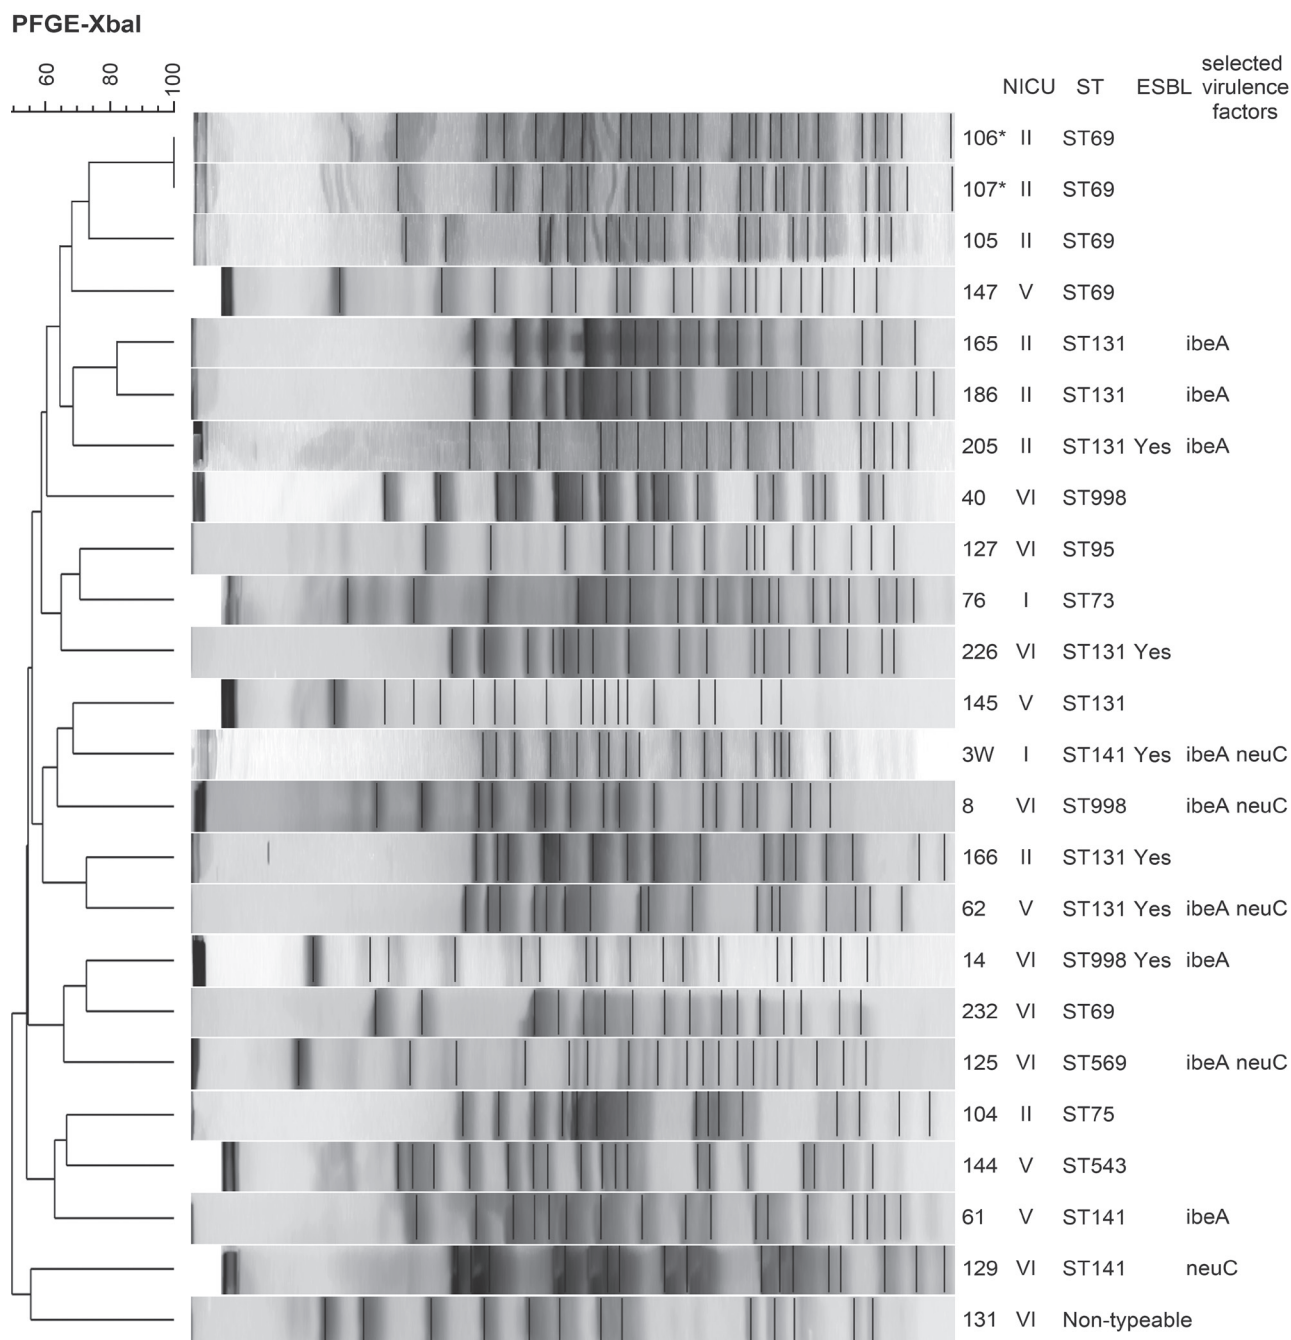 PFGE-XbaI
60 80 100
NICU ST ESBL selected virulence factors
106* II ST69
107* II ST69
105 II ST69
147 V ST69
165 II ST131 ibeA
186 II ST131 ibeA
205 II ST131 Yes ibeA
40 VI ST998
127 VI ST95
76 I ST73
226 VI ST131 Yes
145 V ST131
3W I ST141 Yes ibeA neuC
8 VI ST998 ibeA neuC
166 II ST131 Yes
62 V ST131 Yes ibeA neuC
14 VI ST998 Yes ibeA
232 VI ST69
125 VI ST569 ibeA neuC
104 II ST75
144 V ST543
61 V ST141 ibeA
129 VI ST141 neuC
131 VI Non-typeable